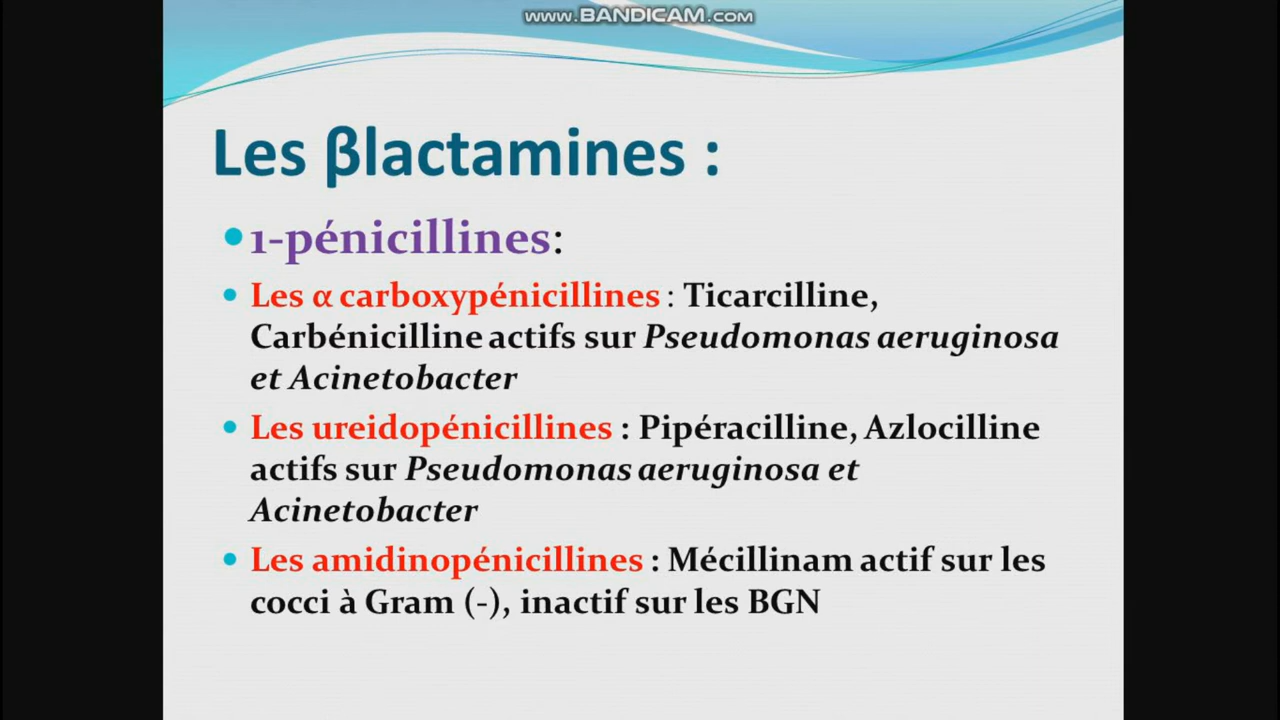 www.BANDICAM.com
Les βlactamines :
•1-pénicillines:
• Les α carboxypénicillines : Ticarcilline,
Carbénicilline actifs sur Pseudomonas aeruginosa
et Acinetobacter
• Les ureidopénicillines : Pipéracilline, Azlocilline
actifs sur Pseudomonas aeruginosa et
Acinetobacter
• Les amidinopénicillines : Mécillinam actif sur les
cocci à Gram (-), inactif sur les BGN